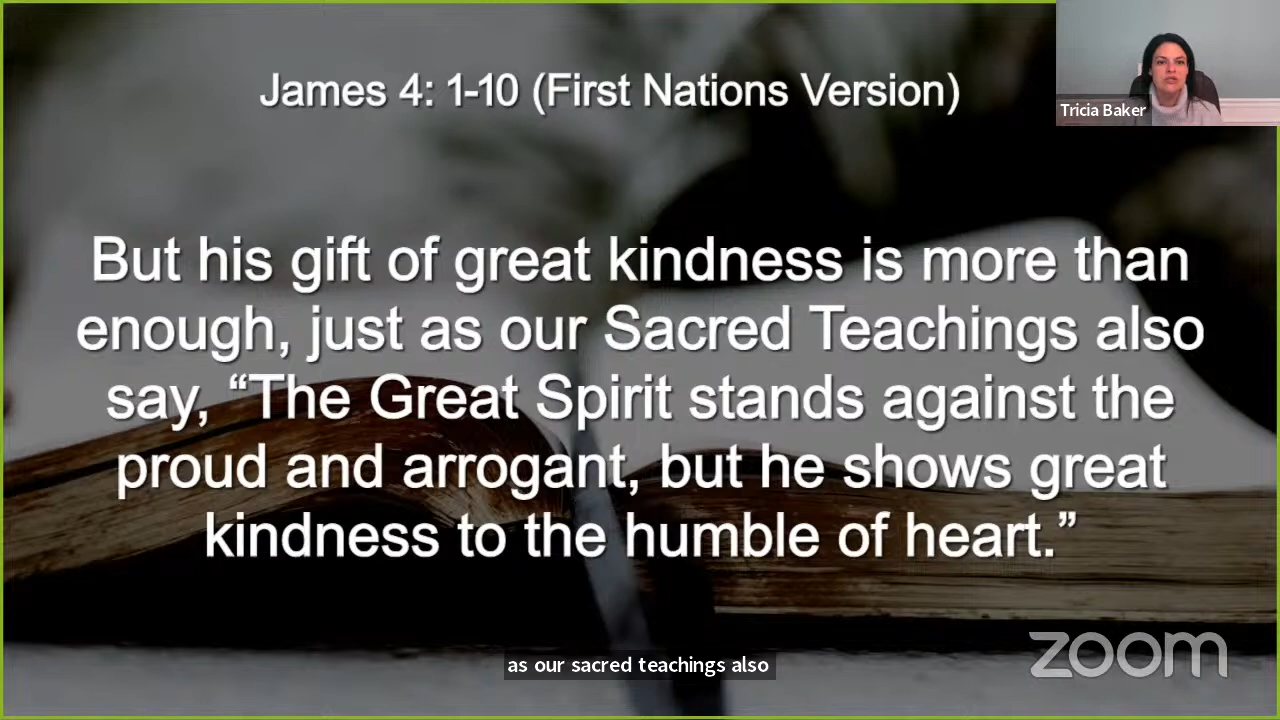 James 4: 1-10 (First Nations Version)
Tricia Baker
But his gift of great kindness is more than
enough, just as our Sacred Teachings also
say, “The Great Spirit stands against the
proud and arrogant, but he shows great
kindness to the humble of heart.”
zoom
as our sacred teachings also